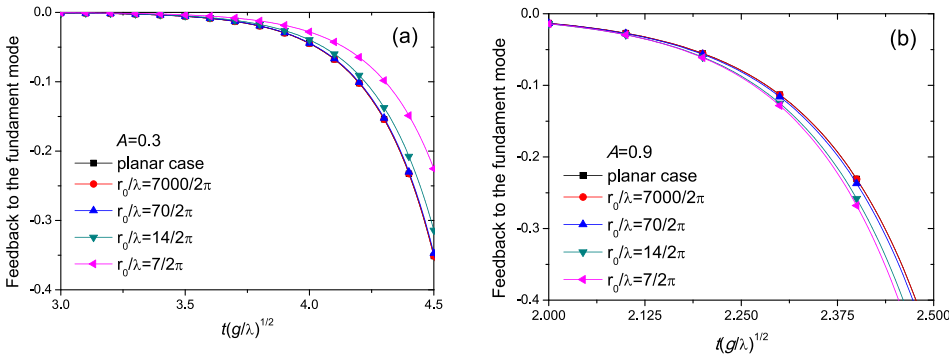 Feedback to the fundament mode
0.0
-0.1
-0.2
-0.3
-0.4
(a)
A=0.3
planar case
r₀/λ=7000/2π
r₀/λ=70/2π
r₀/λ=14/2π
r₀/λ=7/2π
3.0 3.5 4.0 4.5
t(g/λ)^1/2
Feedback to the fundament mode
0.0
-0.1
-0.2
-0.3
-0.4
(b)
A=0.9
planar case
r₀/λ=7000/2π
r₀/λ=70/2π
r₀/λ=14/2π
r₀/λ=7/2π
2.000 2.125 2.250 2.375 2.500
t(g/λ)^1/2